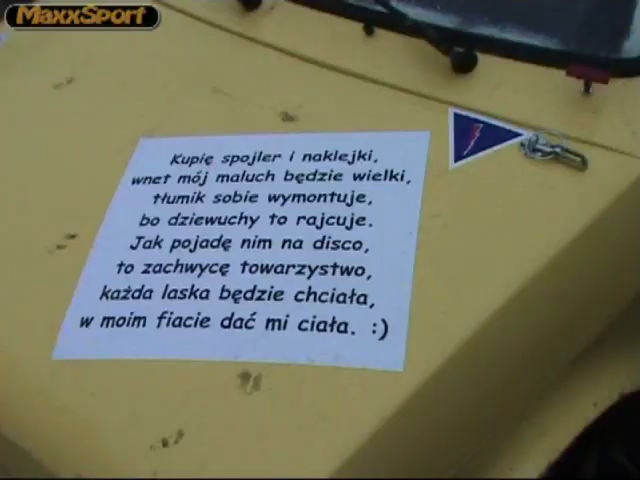 MaxxSport
Kupię spojler i naklejki,
wnet mój maluch będzie wielki,
tłumik sobie wymontuje,
bo dziewuchy to rajcuje.
Jak pojadę nim na disco,
to zachwycę towarzystwo,
każda laska będzie chciała,
w moim fiacie dać mi ciała. :)